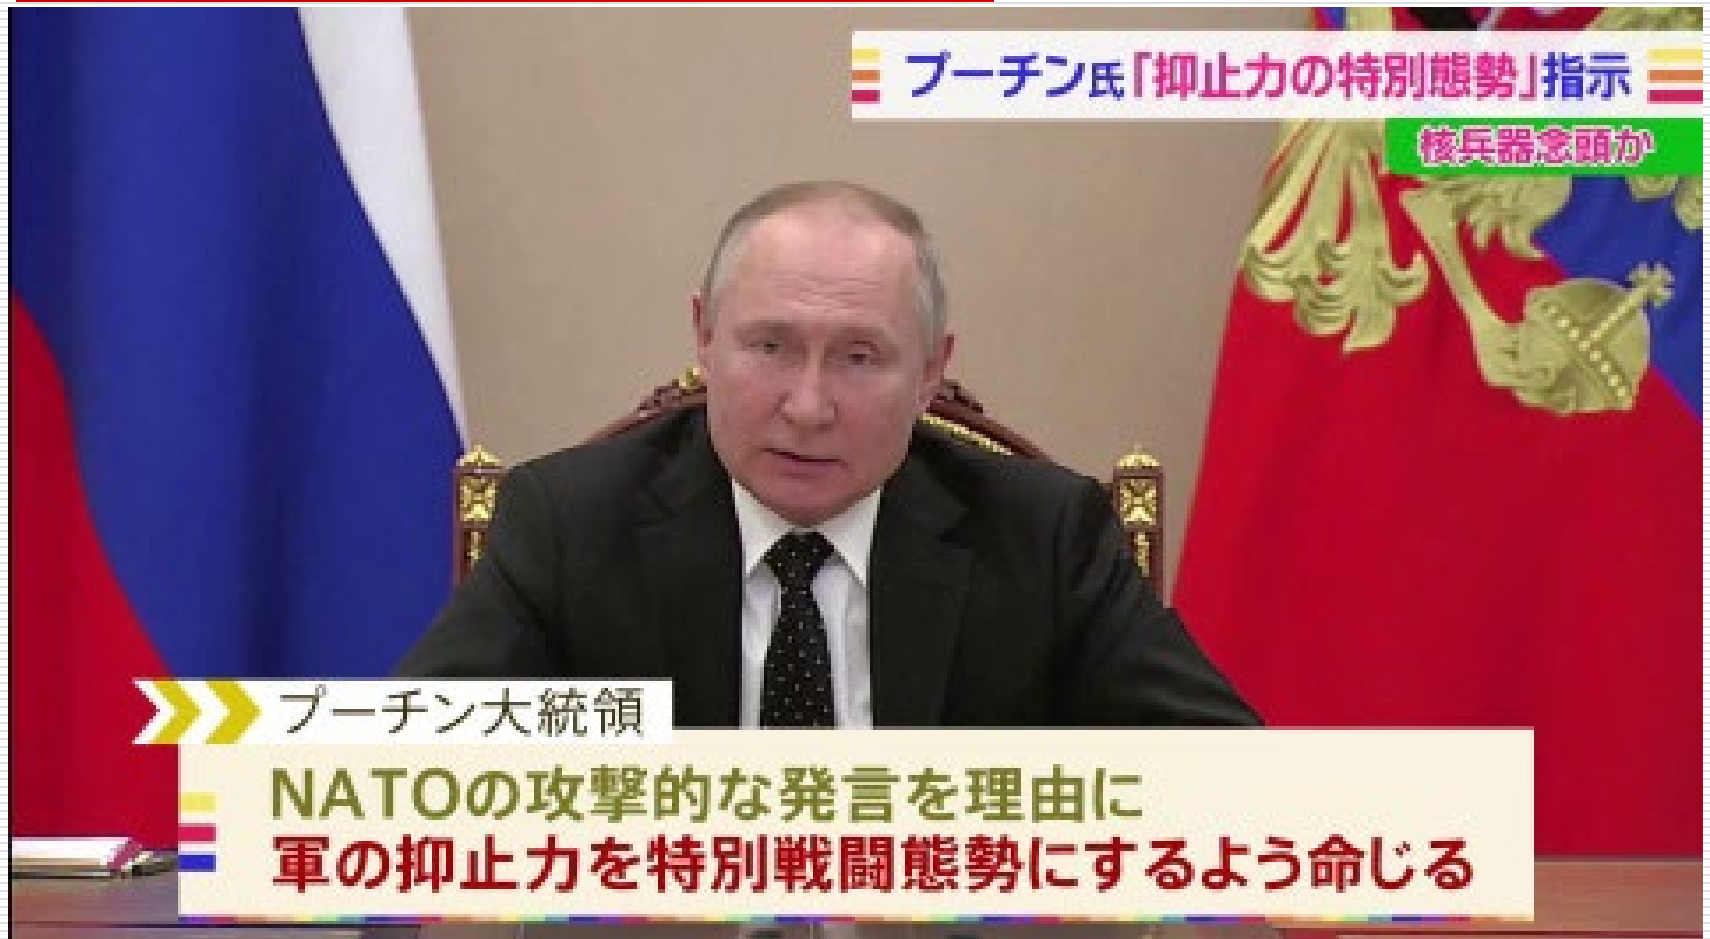 プーチン氏「抑止力の特別態勢」指示
核兵器念頭か
プーチン大統領
NATOの攻撃的な発言を理由に
軍の抑止力を特別戦闘態勢にするよう命じる